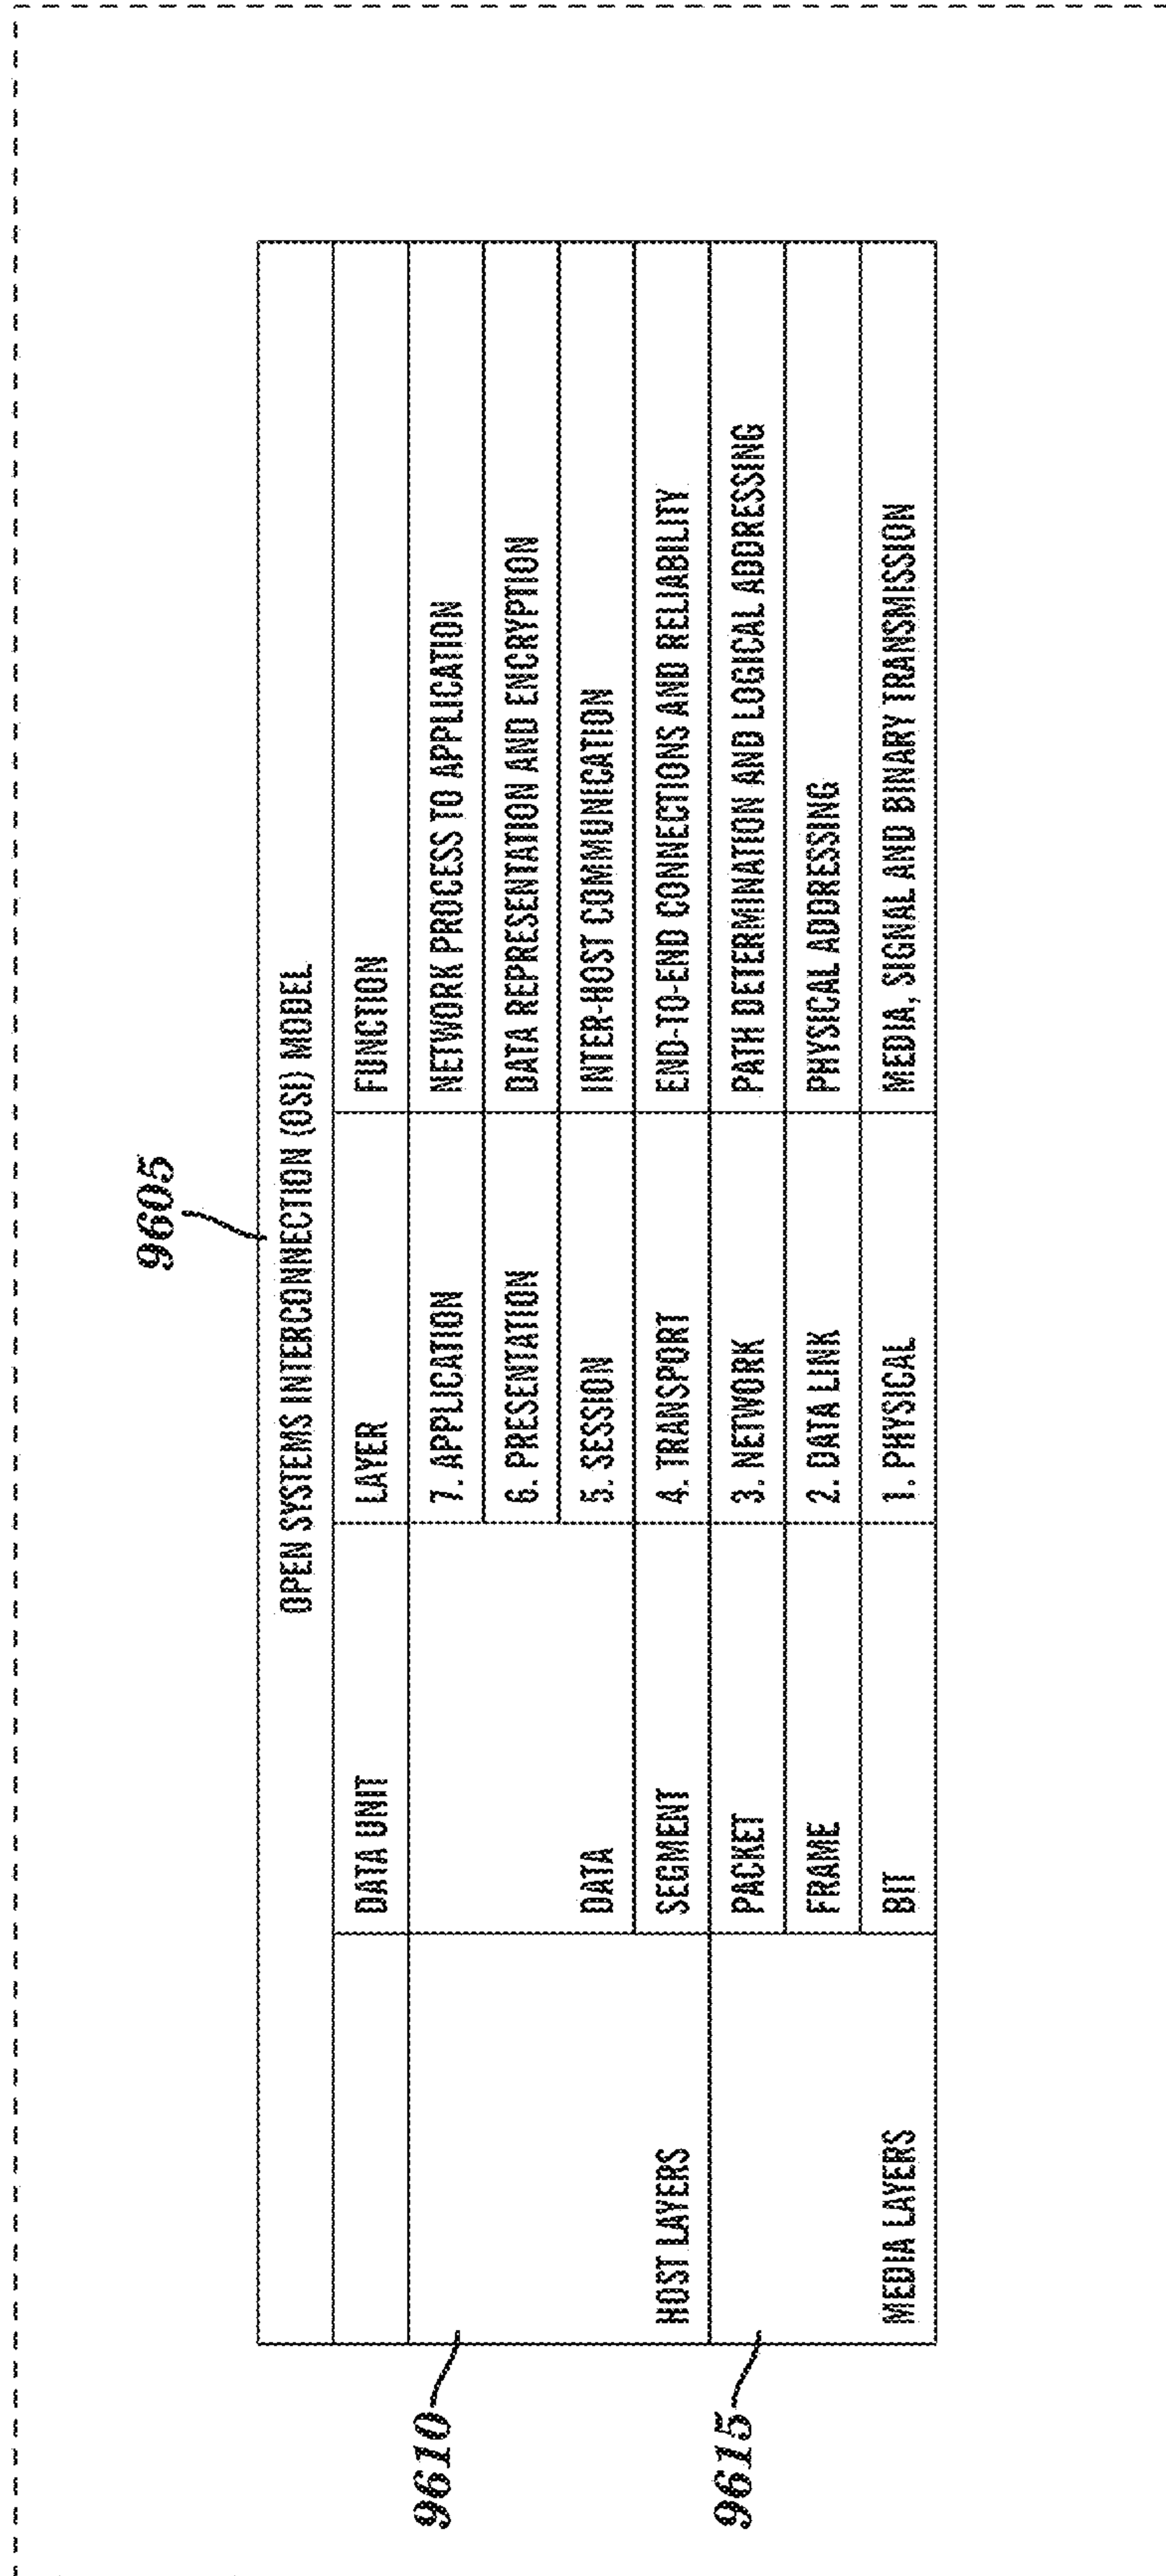 9605
OPEN SYSTEMS INTERCONNECTION (OSI) MODEL
DATA UNIT LAYER FUNCTION
9610
7. APPLICATION NETWORK PROCESS TO APPLICATION
6. PRESENTATION DATA REPRESENTATION AND ENCRYPTION
DATA 5. SESSION INTER-HOST COMMUNICATION
HOST LAYERS SEGMENT 4. TRANSPORT END-TO-END CONNECTIONS AND RELIABILITY
9615
PACKET 3. NETWORK PATH DETERMINATION AND LOGICAL ADDRESSING
FRAME 2. DATA LINK PHYSICAL ADDRESSING
MEDIA LAYERS BIT 1. PHYSICAL MEDIA, SIGNAL AND BINARY TRANSMISSION